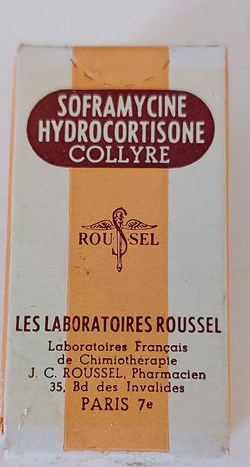 SOFRAMYCINE
HYDROCORTISONE
COLLYRE
ROUSSEL
LES LABORATOIRES ROUSSEL
Laboratoires Français
de Chimiothérapie
J. C. ROUSSEL, Pharmacien
35, Bd des Invalides
PARIS 7e